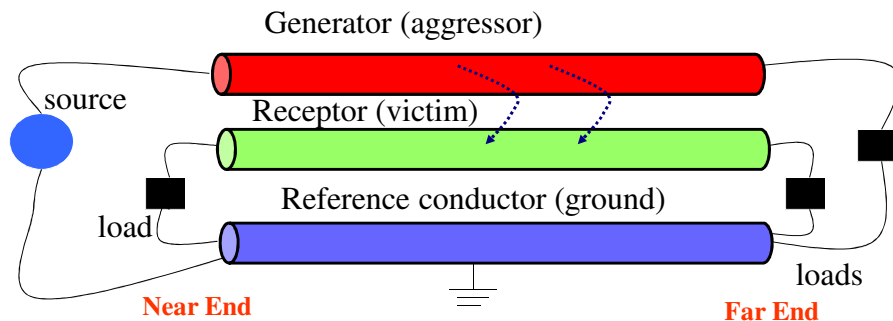 Generator (aggressor)
source
Receptor (victim)
Reference conductor (ground)
load
loads
Near End
Far End